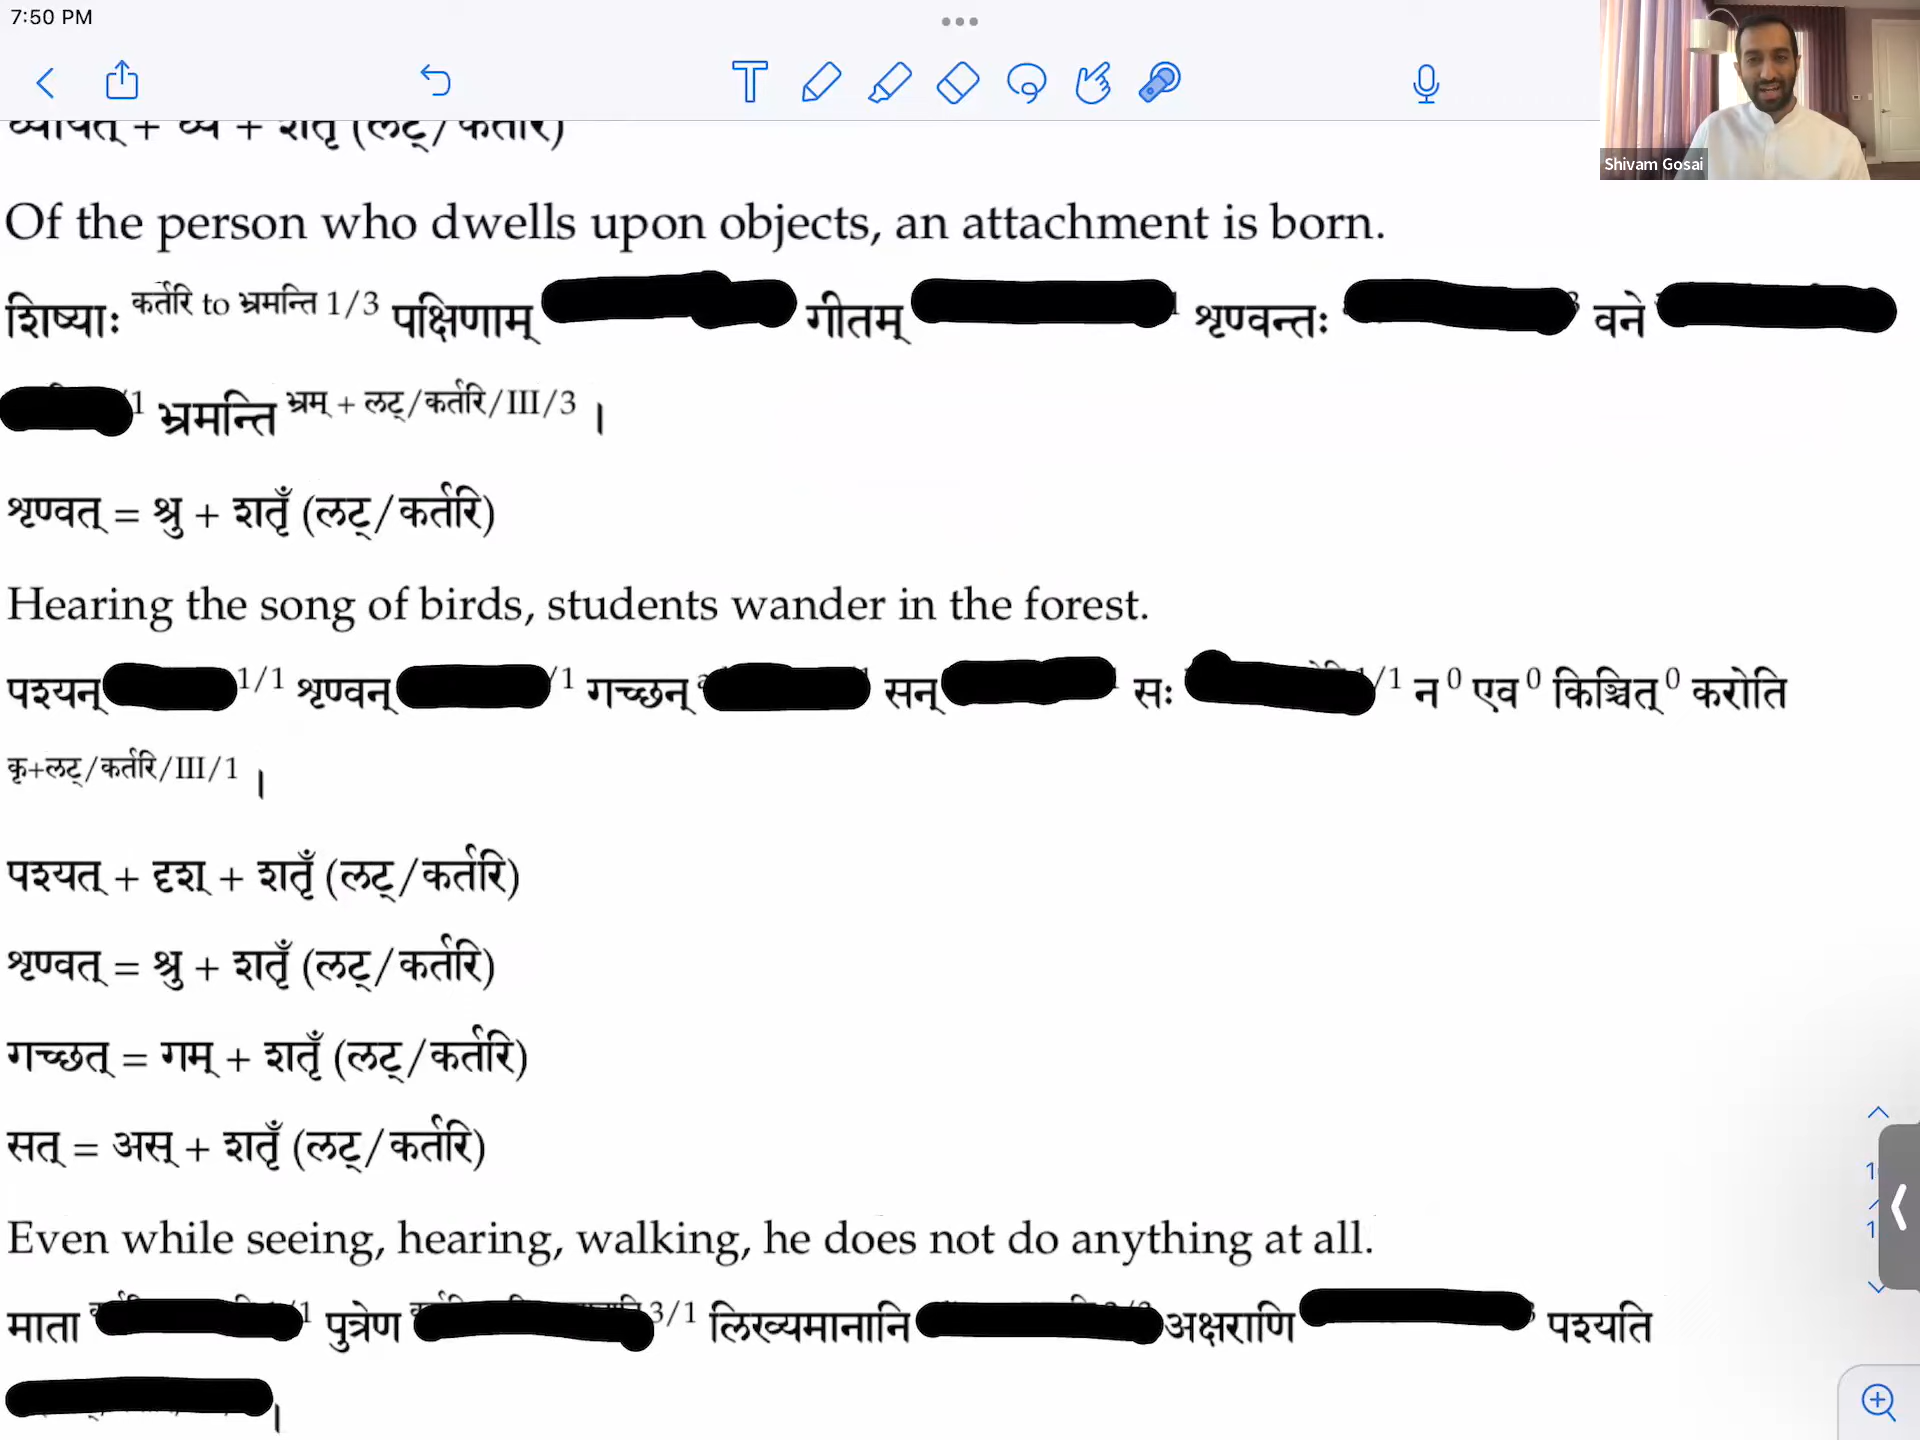 7:50 PM
Shivam Gosai
(लट्/कर्तरि)
Of the person who dwells upon objects, an attachment is born.
शिष्याः कर्तरि to भ्रमन्ति 1/3 पक्षिणाम् गीतम् शृण्वन्तः वने
भ्रमन्ति भ्रम् + लट्/कर्तरि/III/3 ।
शृण्वत् = श्रु + शतृँ (लट्/कर्तरि)
Hearing the song of birds, students wander in the forest.
पश्यन् 1/1 शृण्वन् /1 गच्छन् सन् सः /1 न 0 एव 0 किञ्चित् 0 करोति
कृ+लट्/कर्तरि/III/1 ।
पश्यत् + दृश् + शतृँ (लट्/कर्तरि)
शृण्वत् = श्रु + शतृँ (लट्/कर्तरि)
गच्छत् = गम् + शतृँ (लट्/कर्तरि)
सत् = अस् + शतृँ (लट्/कर्तरि)
Even while seeing, hearing, walking, he does not do anything at all.
माता पुत्रेण 3/1 लिख्यमानानि अक्षराणि पश्यति
।